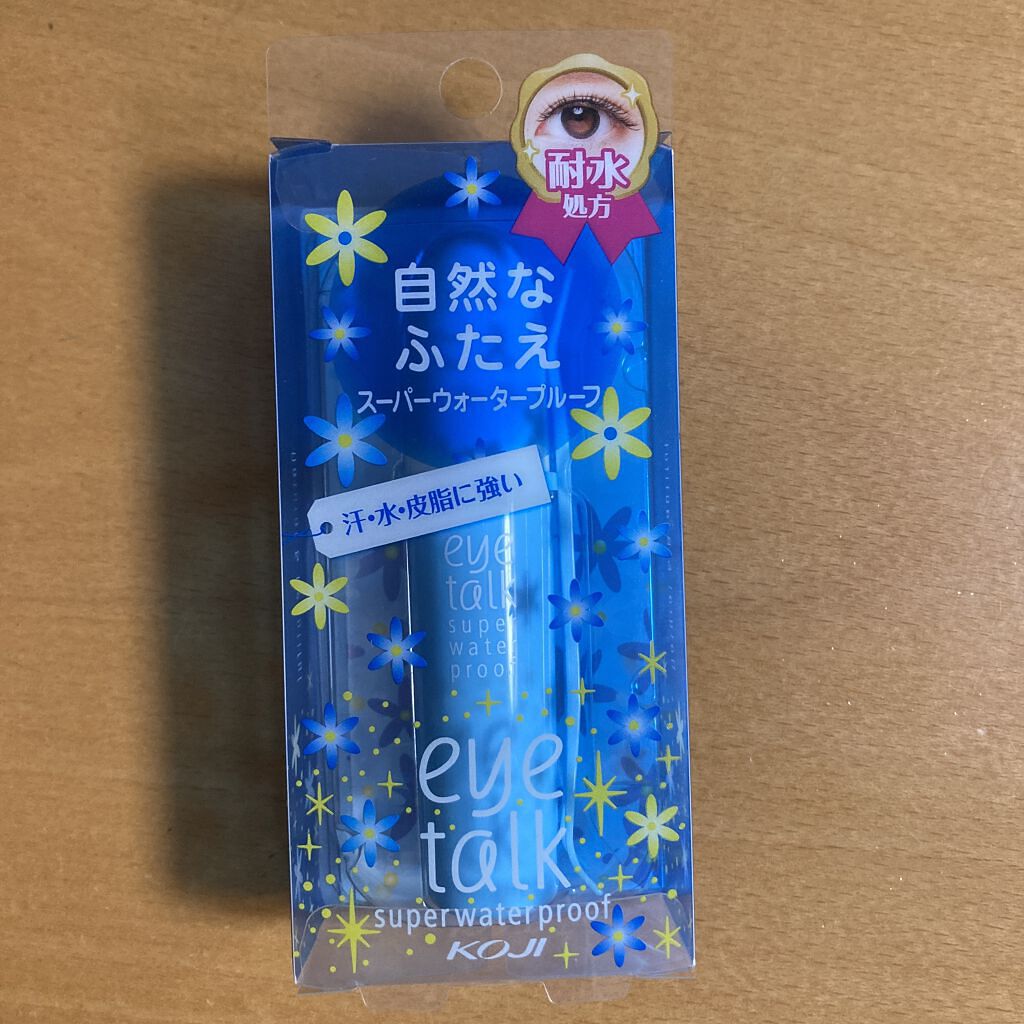 耐水
処方
自然な
ふたえ
スーパーウォータープルーフ
汗・水・皮脂に強い
eye
talk
super
water
proof
eye
talk
superwaterproof
KOJI